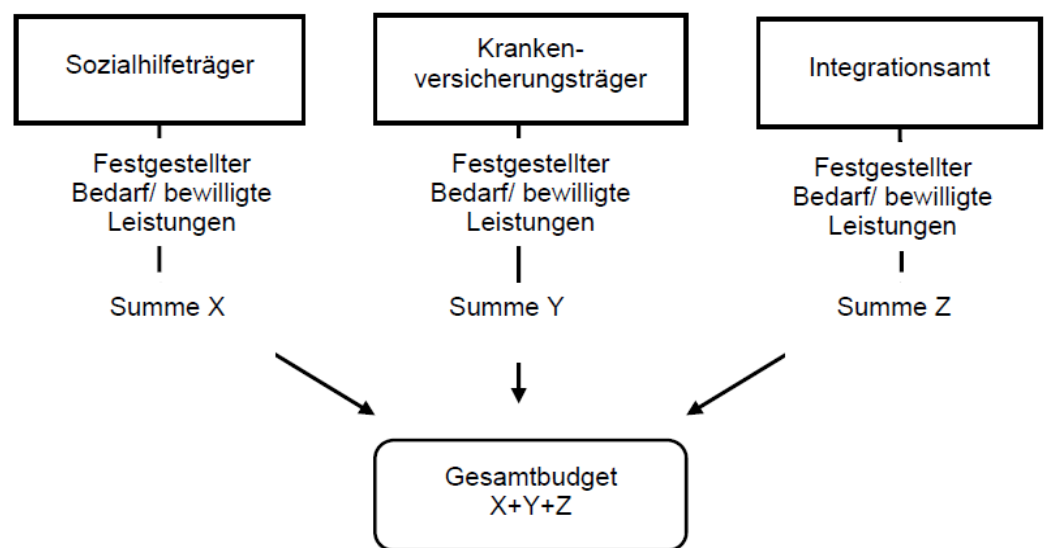 Sozialhilfeträger
Kranken-
versicherungsträger
Integrationsamt
Festgestellter
Bedarf/ bewilligte
Leistungen
Festgestellter
Bedarf/ bewilligte
Leistungen
Festgestellter
Bedarf/ bewilligte
Leistungen
Summe X
Summe Y
Summe Z
Gesamtbudget
X+Y+Z